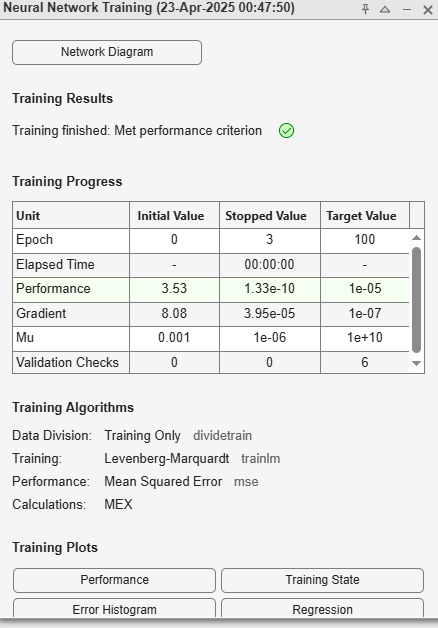 Neural Network Training (23-Apr-2025 00:47:50)
Network Diagram
Training Results
Training finished: Met performance criterion
Training Progress
Unit Initial Value Stopped Value Target Value
Epoch 0 3 100
Elapsed Time - 00:00:00 -
Performance 3.53 1.33e-10 1e-05
Gradient 8.08 3.95e-05 1e-07
Mu 0.001 1e-06 1e+10
Validation Checks 0 0 6
Training Algorithms
Data Division: Training Only dividetrain
Training: Levenberg-Marquardt trainlm
Performance: Mean Squared Error mse
Calculations: MEX
Training Plots
Performance Training State
Error Histogram Regression